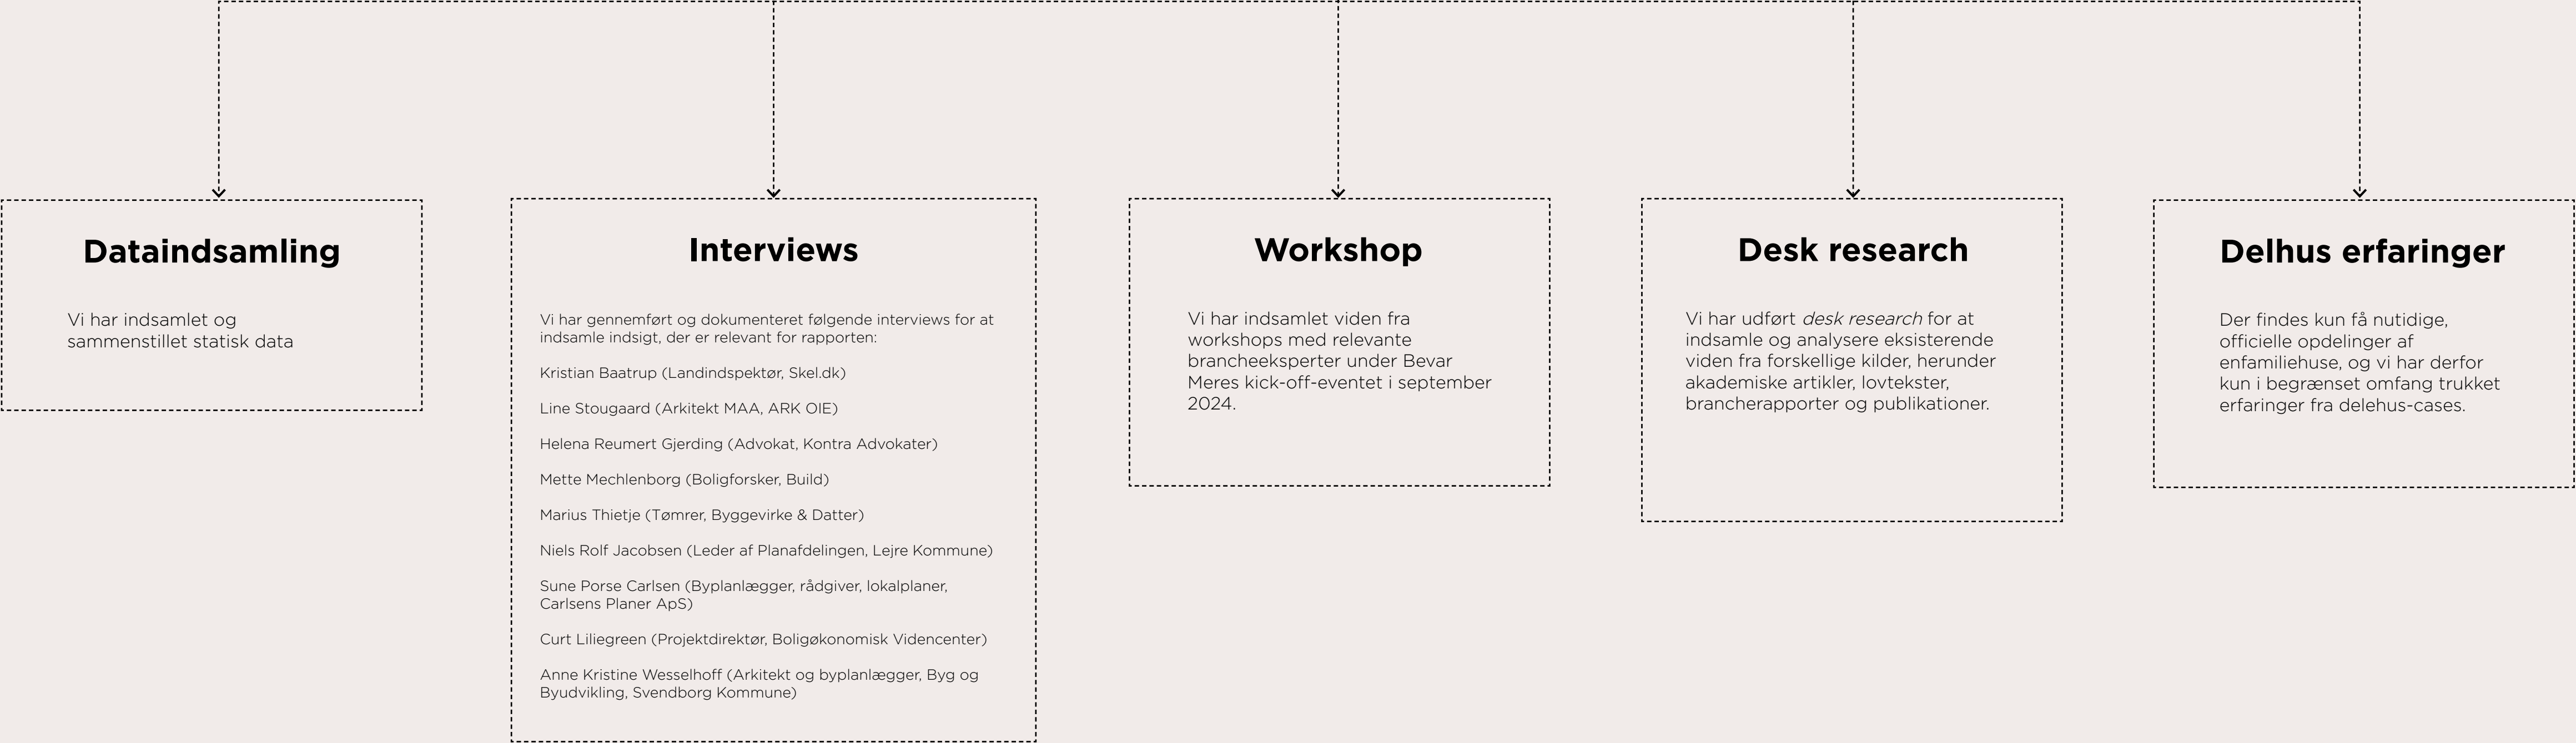 Dataindsamling
Vi har indsamlet og
sammenstillet statisk data
Interviews
Vi har gennemført og dokumenteret følgende interviews for at
indsamle indsigt, der er relevant for rapporten:
Kristian Baatrup (Landindspektør, Skel.dk)
Line Stougaard (Arkitekt MAA, ARK OIE)
Helena Reumert Gjerding (Advokat, Kontra Advokater)
Mette Mechlenborg (Boligforsker, Build)
Marius Thietje (Tømrer, Byggevirke & Datter)
Niels Rolf Jacobsen (Leder af Planafdelingen, Lejre Kommune)
Sune Porse Carlsen (Byplanlægger, rådgiver, lokalplaner,
Carlsens Planer ApS)
Curt Liliegreen (Projektdirektør, Boligøkonomisk Videncenter)
Anne Kristine Wesselhoff (Arkitekt og byplanlægger, Byg og
Byudvikling, Svendborg Kommune)
Workshop
Vi har indsamlet viden fra
workshops med relevante
brancheeksperter under Bevar
Meres kick-off-eventet i september
2024.
Desk research
Vi har udført desk research for at
indsamle og analysere eksisterende
viden fra forskellige kilder, herunder
akademiske artikler, lovtekster,
brancherapporter og publikationer.
Delhus erfaringer
Der findes kun få nutidige,
officielle opdelinger af
enfamiliehuse, og vi har derfor
kun i begrænset omfang trukket
erfaringer fra delehus-cases.